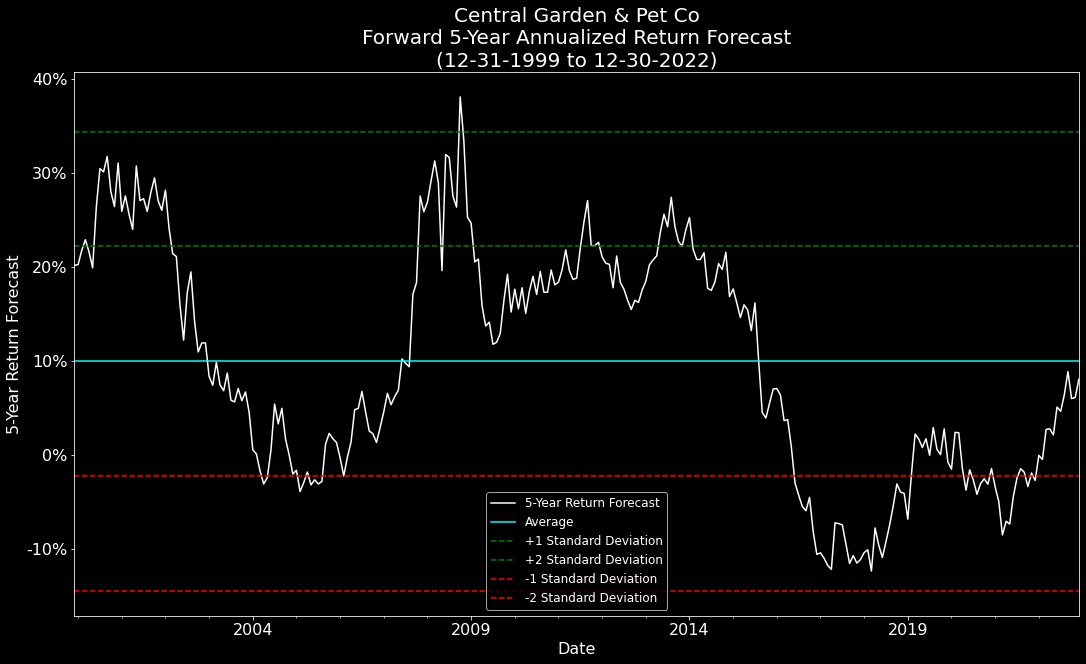 Central Garden & Pet Co
Forward 5-Year Annualized Return Forecast
(12-31-1999 to 12-30-2022)
5-Year Return Forecast
40%
30%
20%
10%
0%
-10%
5-Year Return Forecast
Average
+1 Standard Deviation
+2 Standard Deviation
-1 Standard Deviation
-2 Standard Deviation
2004
2009
2014
2019
Date